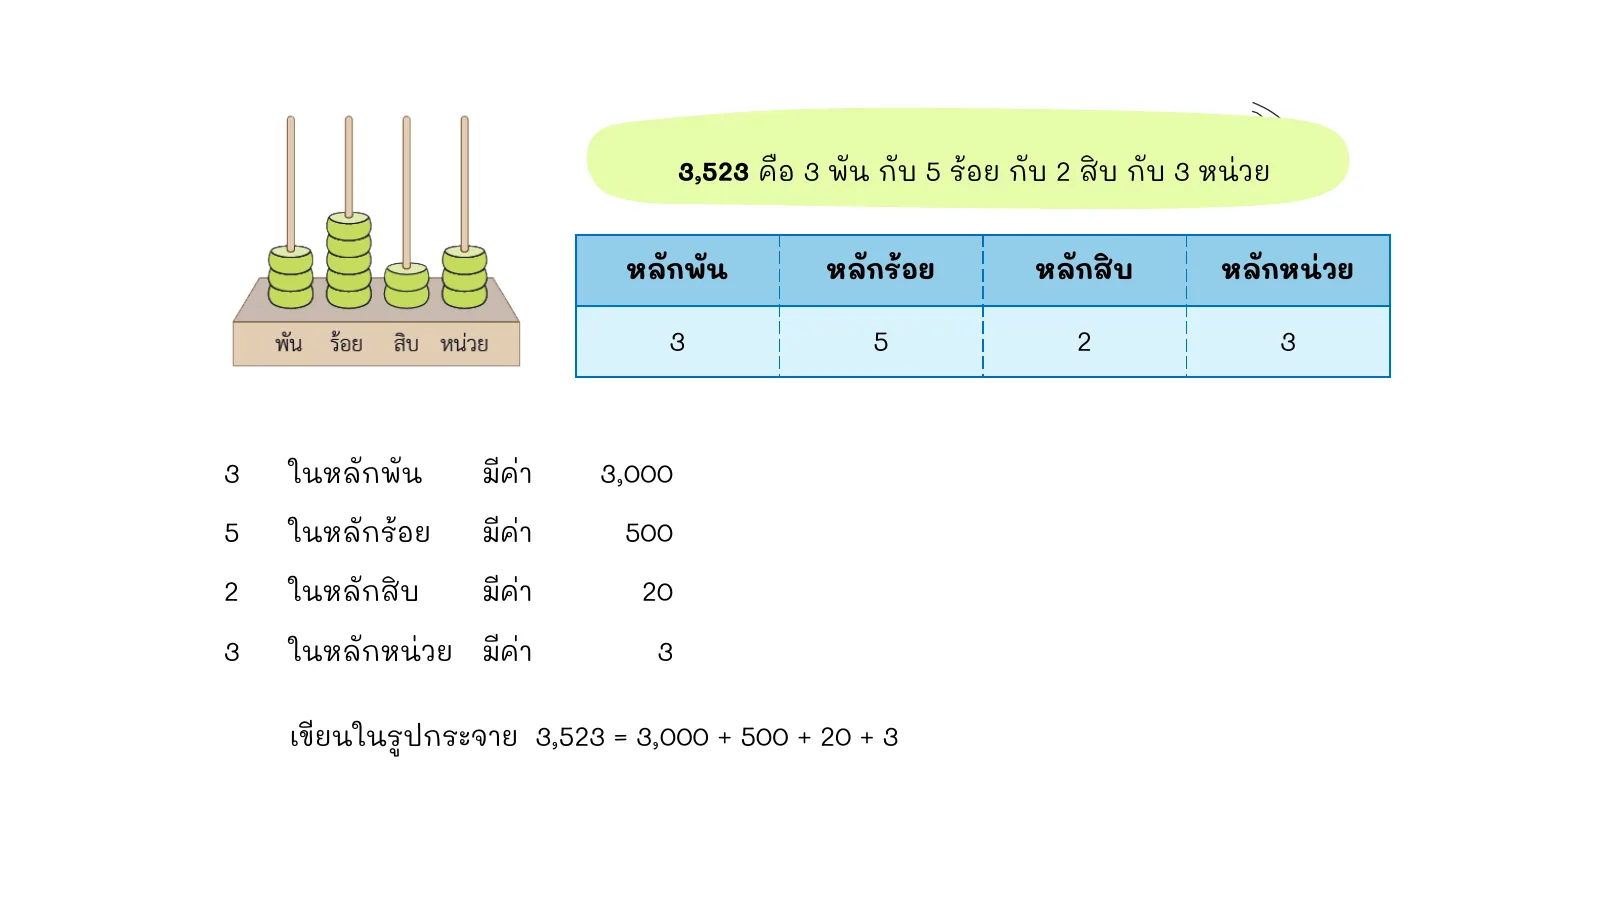 3,523 คือ 3 พัน กับ 5 ร้อย กับ 2 สิบ กับ 3 หน่วย
พัน ร้อย สิบ หน่วย
หลักพัน หลักร้อย หลักสิบ หลักหน่วย
3 5 2 3
3 ในหลักพัน มีค่า 3,000
5 ในหลักร้อย มีค่า 500
2 ในหลักสิบ มีค่า 20
3 ในหลักหน่วย มีค่า 3
เขียนในรูปกระจาย 3,523 = 3,000 + 500 + 20 + 3